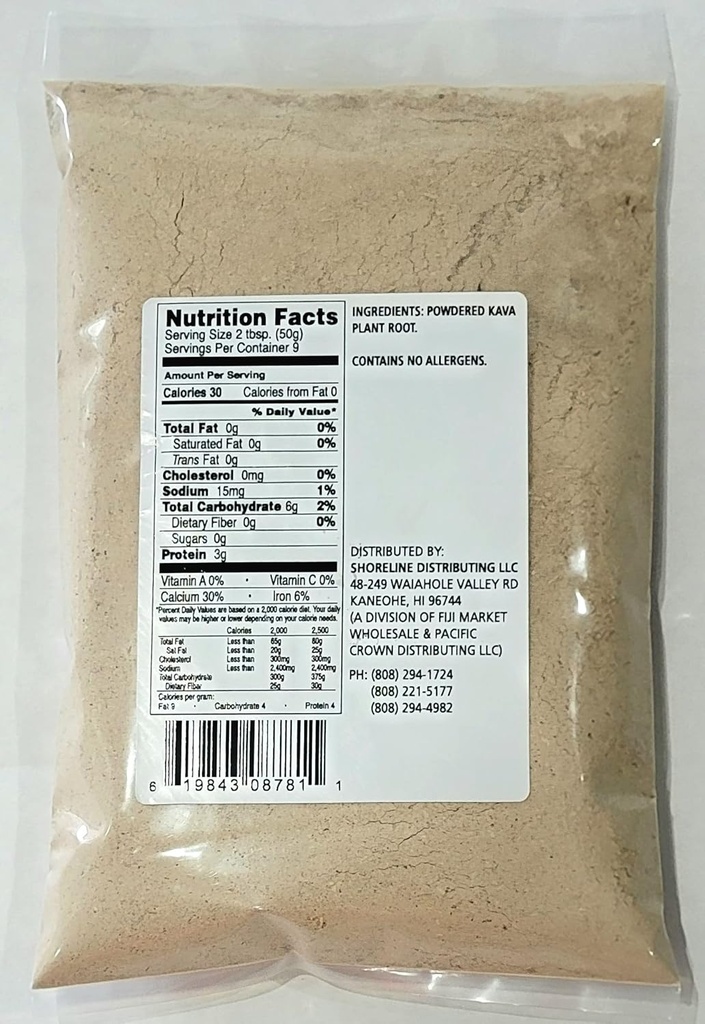 Nutrition Facts
Serving Size 2 tbsp. (50g)
Servings Per Container 9
Amount Per Serving
Calories 30 Calories from Fat 0
% Daily Value*
Total Fat 0g 0%
Saturated Fat 0g 0%
Trans Fat 0g
Cholesterol 0mg 0%
Sodium 15mg 1%
Total Carbohydrate 6g 2%
Dietary Fiber 0g 0%
Sugars 0g
Protein 3g
Vitamin A 0% • Vitamin C 0%
Calcium 30% • Iron 6%
*Percent Daily Values are based on a 2,000 calorie diet. Your daily
values may be higher or lower depending on your calorie needs.
Calories 2,000 2,500
Total Fat Less than 65g 80g
Sat Fat Less than 20g 25g
Cholesterol Less than 300mg 300mg
Sodium Less than 2,400mg 2,400mg
Total Carbohydrate 300g 375g
Dietary Fiber 25g 30g
Calories per gram:
Fat 9 • Carbohydrate 4 • Protein 4
6 19843 08781 1
INGREDIENTS: POWDERED KAVA
PLANT ROOT.
CONTAINS NO ALLERGENS.
DISTRIBUTED BY:
SHORELINE DISTRIBUTING LLC
48-249 WAIAHOLE VALLEY RD
KANEOHE, HI 96744
(A DIVISION OF FIJI MARKET
WHOLESALE & PACIFIC
CROWN DISTRIBUTING LLC)
PH: (808) 294-1724
(808) 221-5177
(808) 294-4982